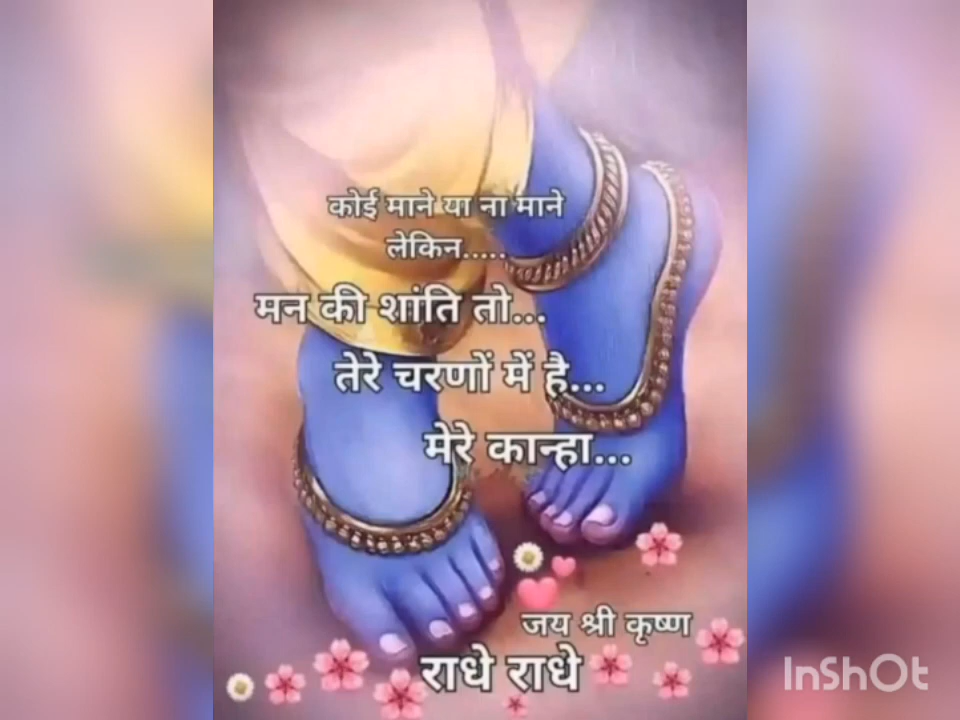 कोई माने या ना माने
लेकिन.....
मन की शांति तो...
तेरे चरणों में है...
मेरे कान्हा...
जय श्री कृष्ण
राधे राधे
InShOt